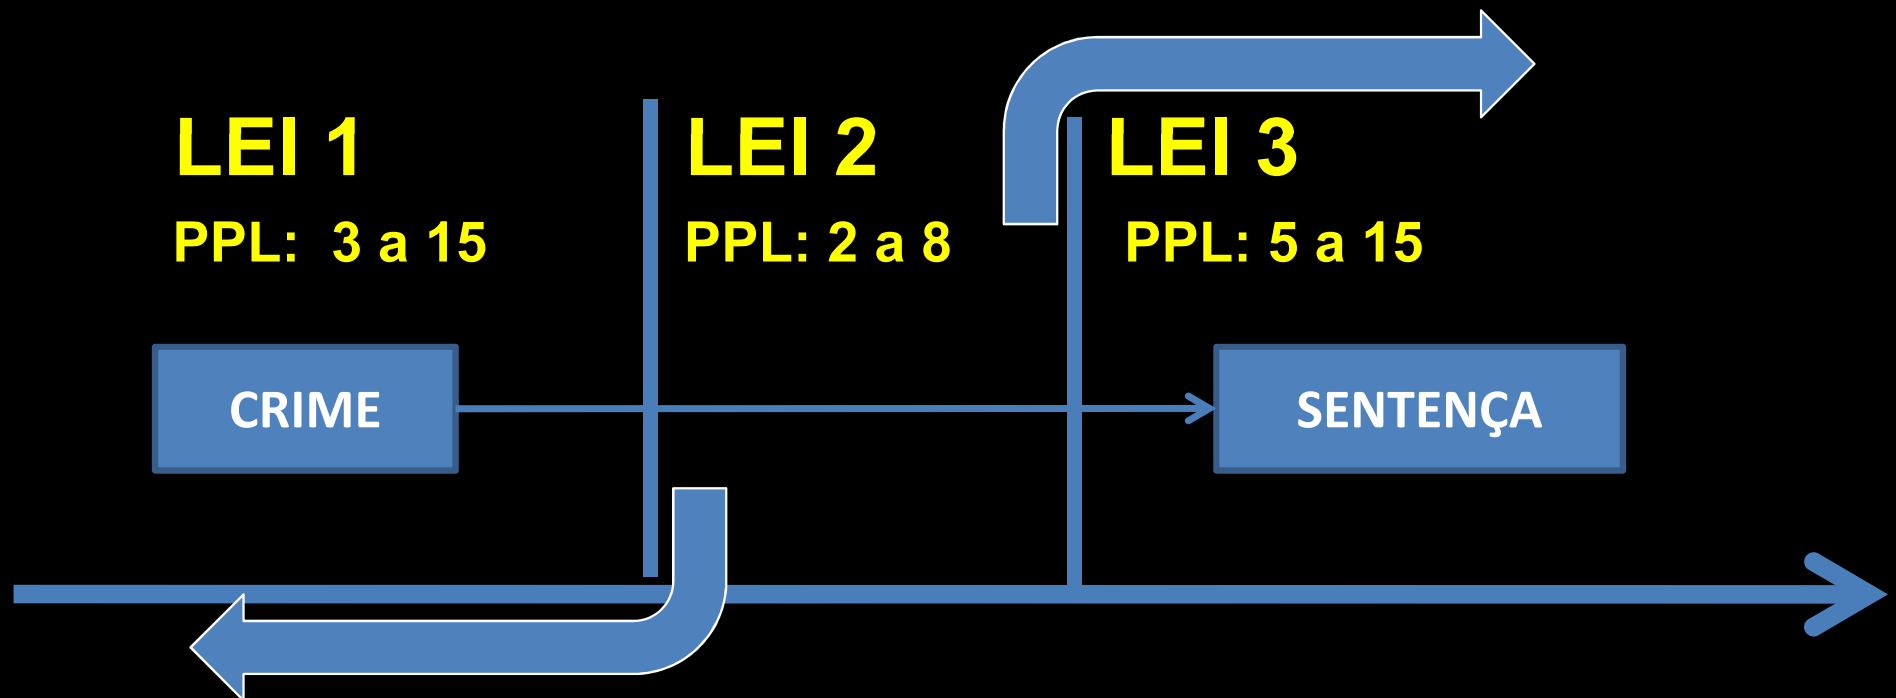 LEI 1
PPL: 3 a 15
LEI 2
PPL: 2 a 8
LEI 3
PPL: 5 a 15
CRIME
SENTENÇA